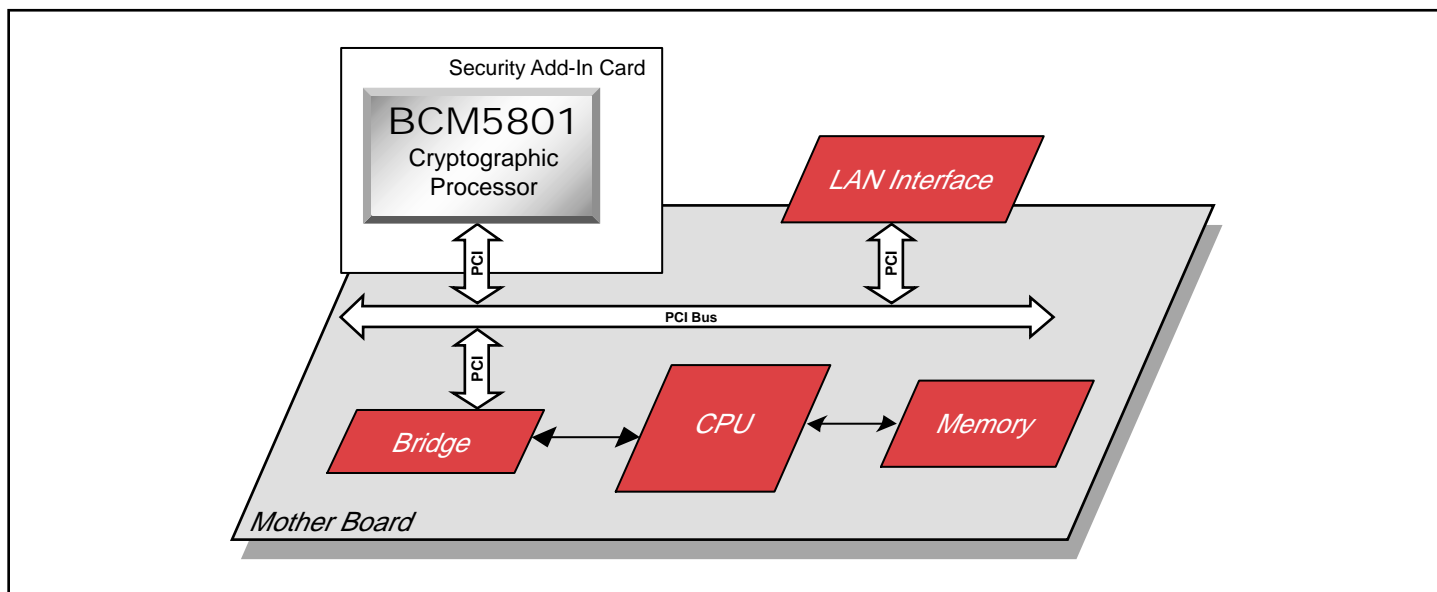 Security Add-In Card
BCM5801
Cryptographic
Processor
LAN Interface
PCI
PCI
PCI Bus
PCI
Bridge
CPU
Memory
Mother Board